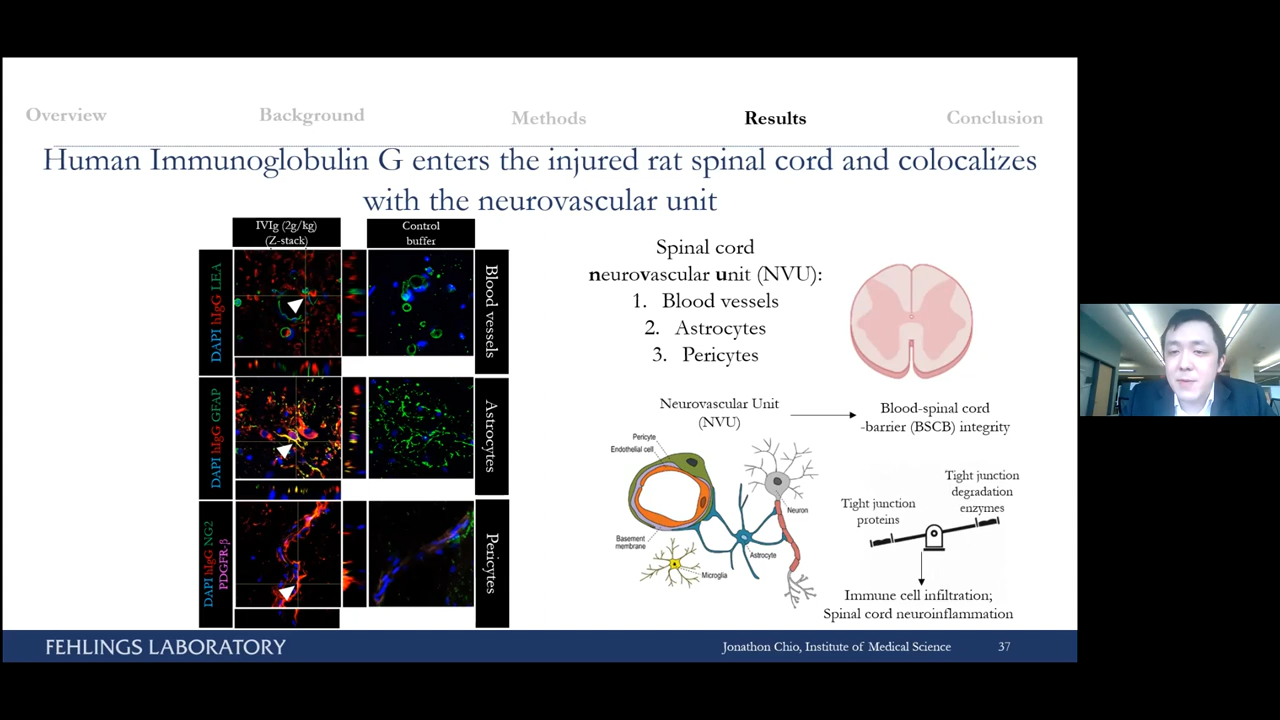 Overview
Background
Methods
Results
Conclusion
Human Immunoglobulin G enters the injured rat spinal cord and colocalizes
with the neurovascular unit
IVIg (2g/kg)
(Z-stack)
Control
buffer
DAPI hIgG LEA
Blood vessels
DAPI hIgG GFAP
Astrocytes
DAPI hIgG NG2
PDGFR-β
Pericytes
Spinal cord
neurovascular unit (NVU):
1. Blood vessels
2. Astrocytes
3. Pericytes
Neurovascular Unit
(NVU)
Blood-spinal cord
-barrier (BSCB) integrity
Pericyte
Endothelial cell
Basement
membrane
Microglia
Astrocyte
Neuron
Tight junction
proteins
Tight junction
degradation
enzymes
Immune cell infiltration;
Spinal cord neuroinflammation
FEHLINGS LABORATORY
Jonathon Chio, Institute of Medical Science
37